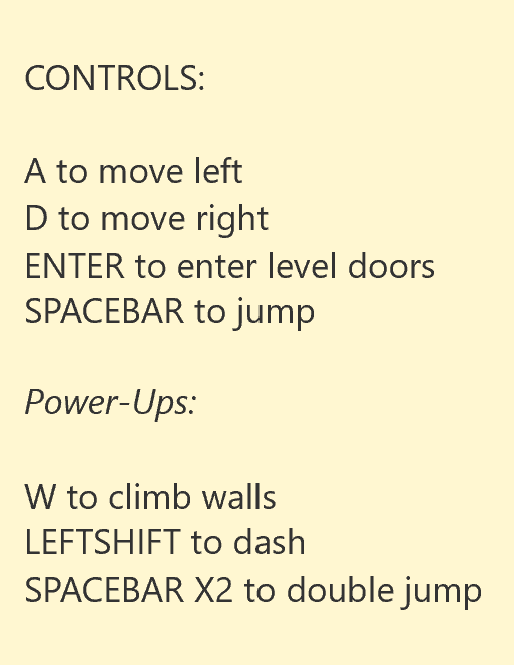 CONTROLS:
A to move left
D to move right
ENTER to enter level doors
SPACEBAR to jump
Power-Ups:
W to climb walls
LEFTSHIFT to dash
SPACEBAR X2 to double jump